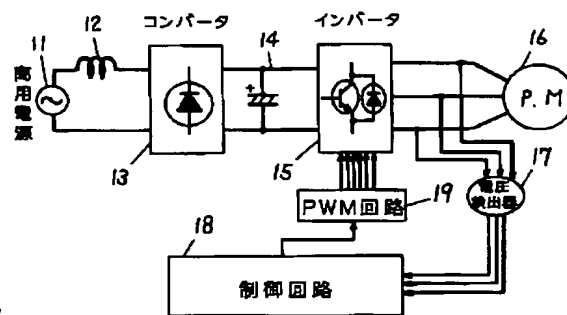 コンバータ
インバータ
11
12
14
16
商用電源
+
P.M
13
15
17
電圧
検出器
PWM回路
19
18
制御回路